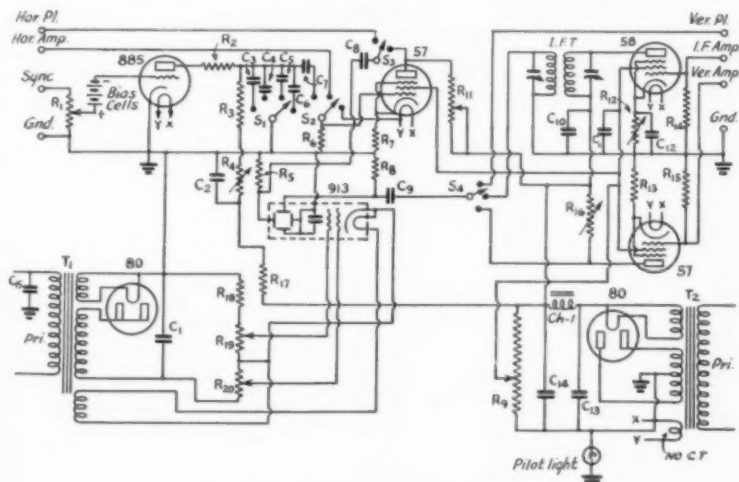 Hor. Pl.
Hor. Amp.
Sync
Gnd.
R1
885
Bias
Cells
+
Y X
R2
R3
C3
C4
C5
C6
C7
S1
S2
S3
C8
57
Y X
R11
R4
C2
R5
R6
R7
R8
C9
913
S4
I.F.T
58
Y X
C10
R12
C12
R14
R13
R15
R16
57
Y X
Ver. Pl.
I.F. Amp
Ver. Amp.
Gnd.
T1
Pri.
80
C1
R17
R18
R19
R20
Ch-1
R9
C14
C13
80
T2
Pri.
X
Y
NO CT
Pilot light